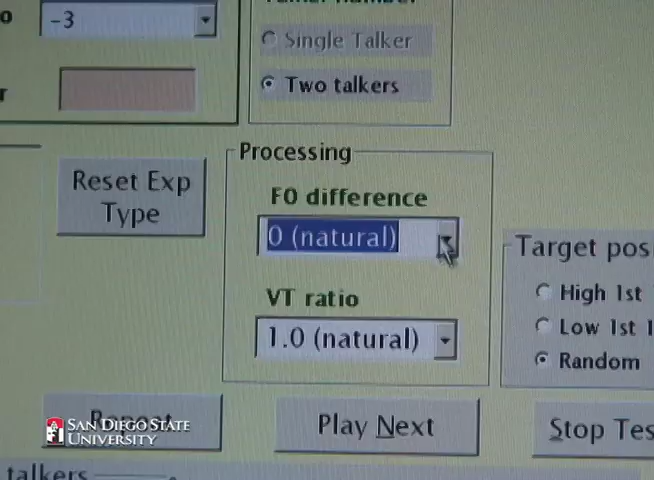 -3
Single Talker
Two talkers
Processing
Reset Exp
Type
F0 difference
0 (natural)
VT ratio
1.0 (natural)
Target pos
High 1st
Low 1st
Random
Repeat
Play Next
Stop Tes
SAN DIEGO STATE
UNIVERSITY
talkers